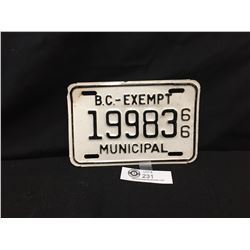 B.C.-EXEMPT
19983 66
MUNICIPAL
231